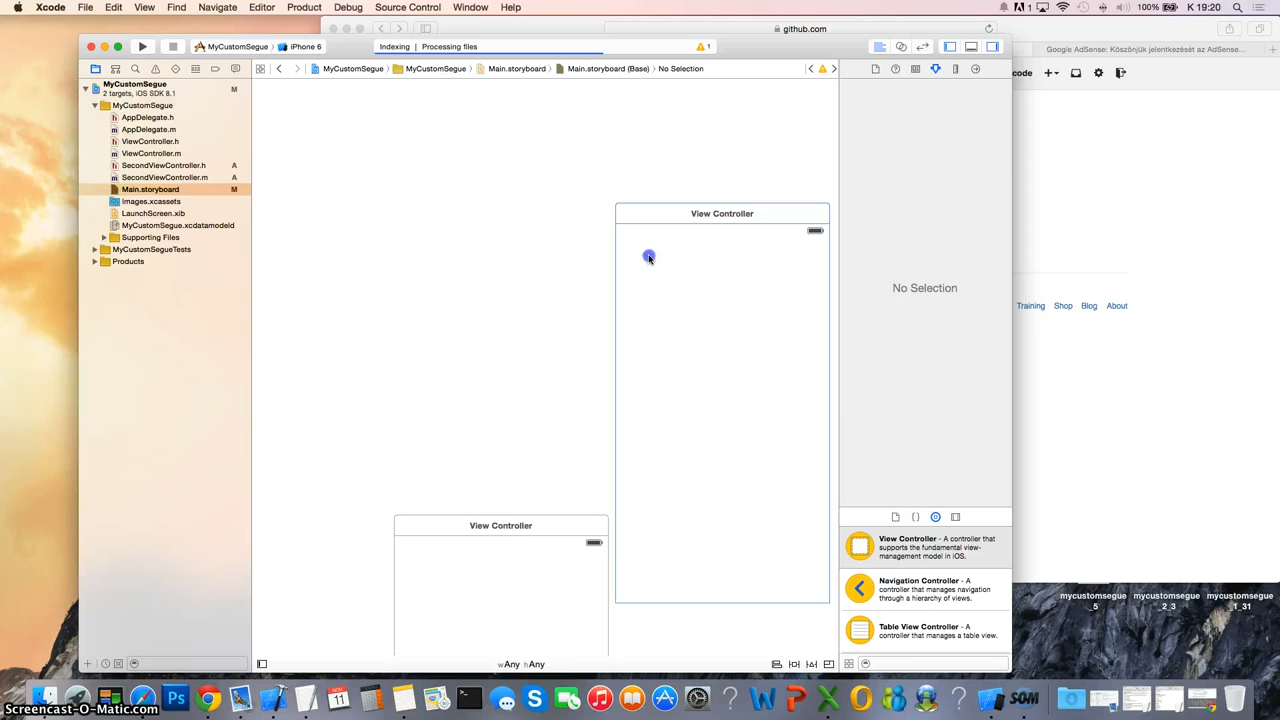 Xcode File Edit View Find Navigate Editor Product Debug Source Control Window Help
100% K 19:20
github.com
MyCustomSegue iPhone 6
Indexing | Processing files
1
Google AdSense: Köszönjük jelentkezését az AdSense...
MyCustomSegue MyCustomSegue Main.storyboard Main.storyboard (Base) No Selection
code
MyCustomSegue M
2 targets, iOS SDK 8.1
MyCustomSegue
AppDelegate.h
AppDelegate.m
ViewController.h
ViewController.m
SecondViewController.h A
SecondViewController.m A
Main.storyboard M
Images.xcassets
LaunchScreen.xib
MyCustomSegue.xcdatamodeld
Supporting Files
MyCustomSegueTests
Products
View Controller
No Selection
Training Shop Blog About
View Controller
View Controller - A controller that
supports the fundamental view-
management model in iOS.
Navigation Controller - A
controller that manages navigation
through a hierarchy of views.
Table View Controller - A
controller that manages a table view.
mycustomsegue
_5
mycustomsegue
_2_3
mycustomsegue
_1_31
wAny hAny
NOV
11
SOM
Screencast-O-Matic.com